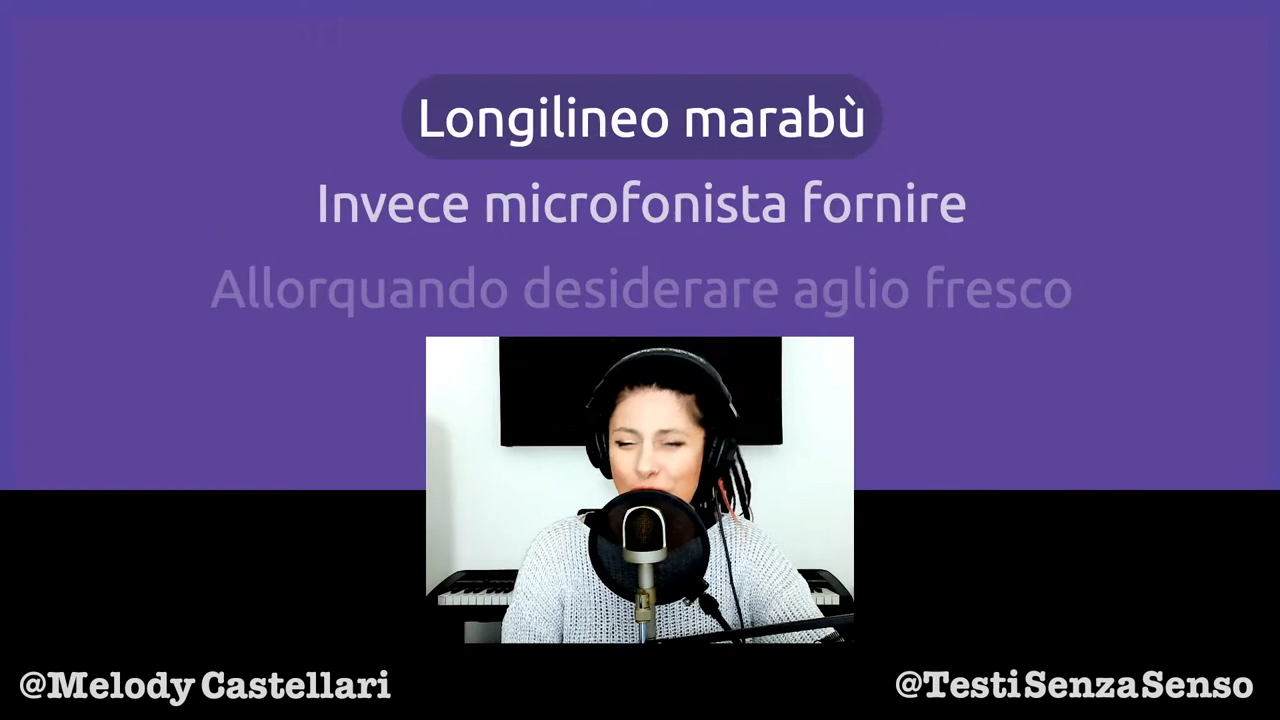 Longilineo marabù
Invece microfonista fornire
Allorquando desiderare aglio fresco
@Melody Castellari
@TestiSenzaSenso